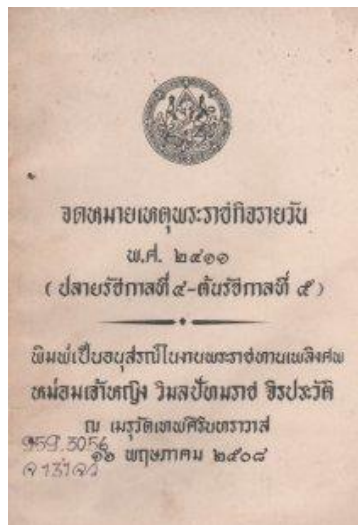 จดหมายเหตุพระราชกิจรายวัน
พ.ศ. ๒๔๑๑
( ปลายรัชกาลที่ ๔-ต้นรัชกาลที่ ๕ )
พิมพ์เป็นอนุสรณ์ในงานพระราชทานเพลิงศพ
หม่อมเจ้าหญิง วิมลปัทมราช จิรประวัติ
ณ เมรุวัดเทพศิรินทราวาส
959.3056
๑๖ พฤษภาคม ๒๕๐๘